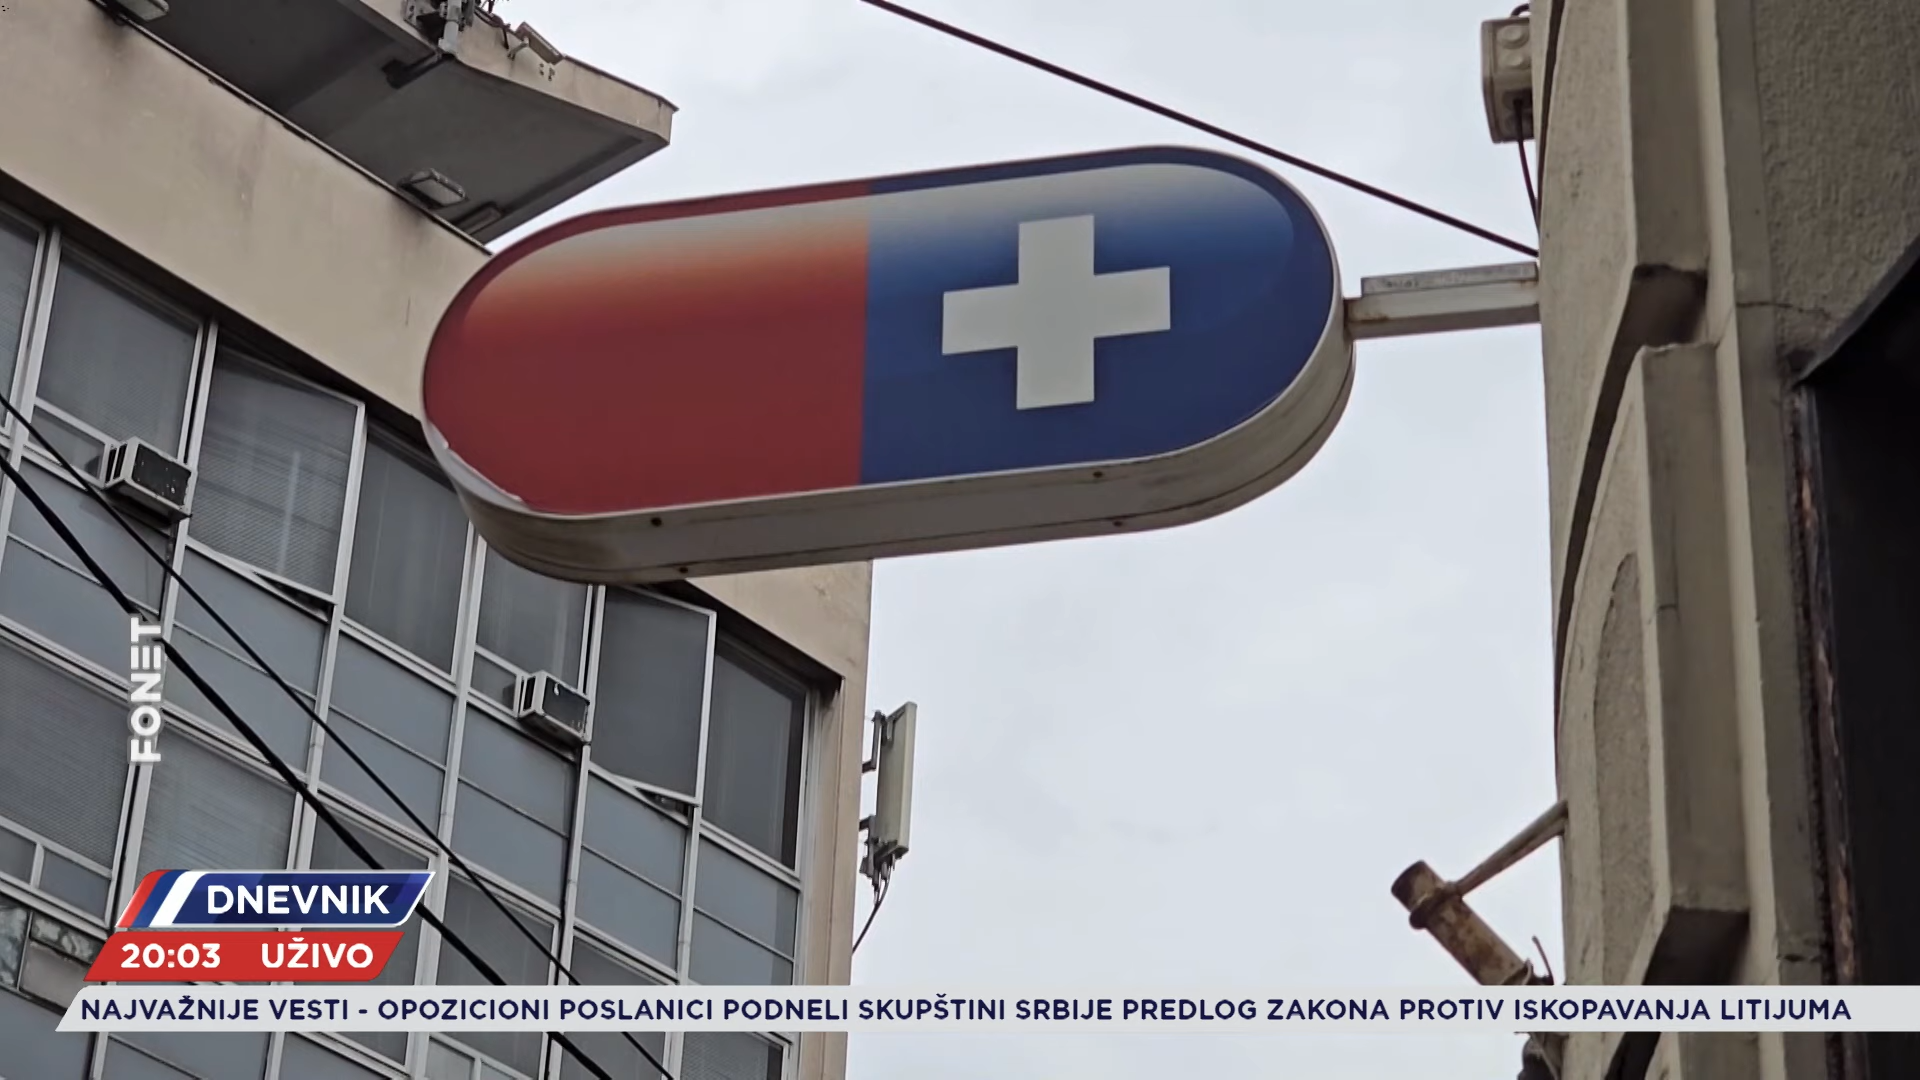 FONET
DNEVNIK
20:03 UŽIVO
NAJVAŽNIJE VESTI - OPOZICIONI POSLANICI PODNELI SKUPŠTINI SRBIJE PREDLOG ZAKONA PROTIV ISKOPAVANJA LITIJUMA